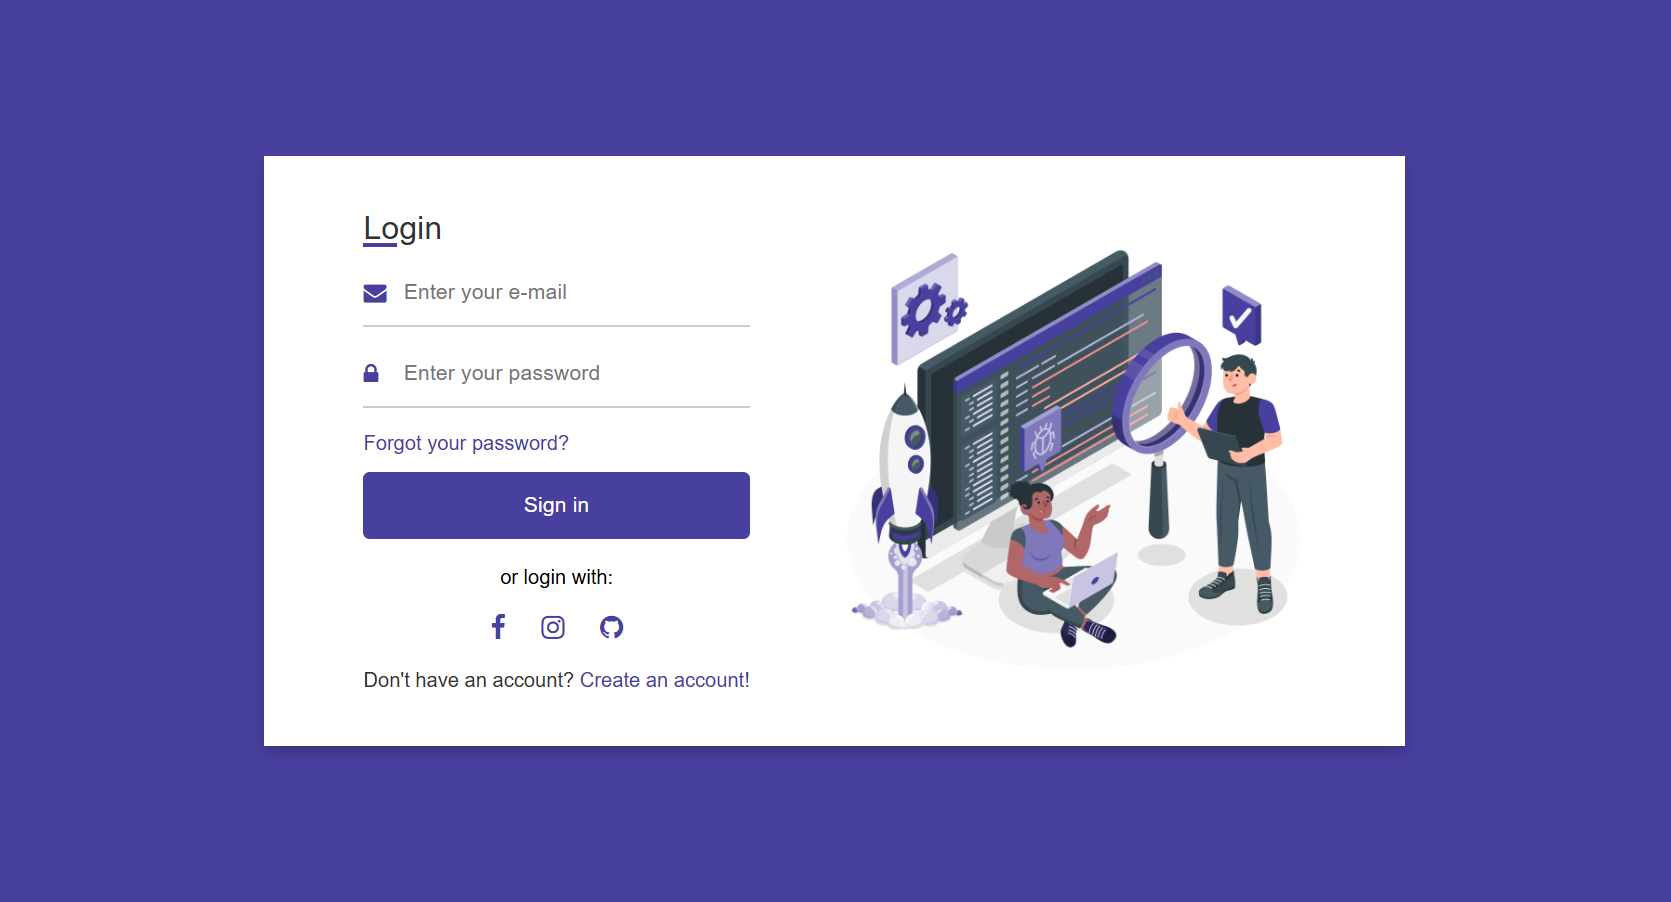 Login
Enter your e-mail
Enter your password
Forgot your password?
Sign in
or login with:
Don't have an account? Create an account!